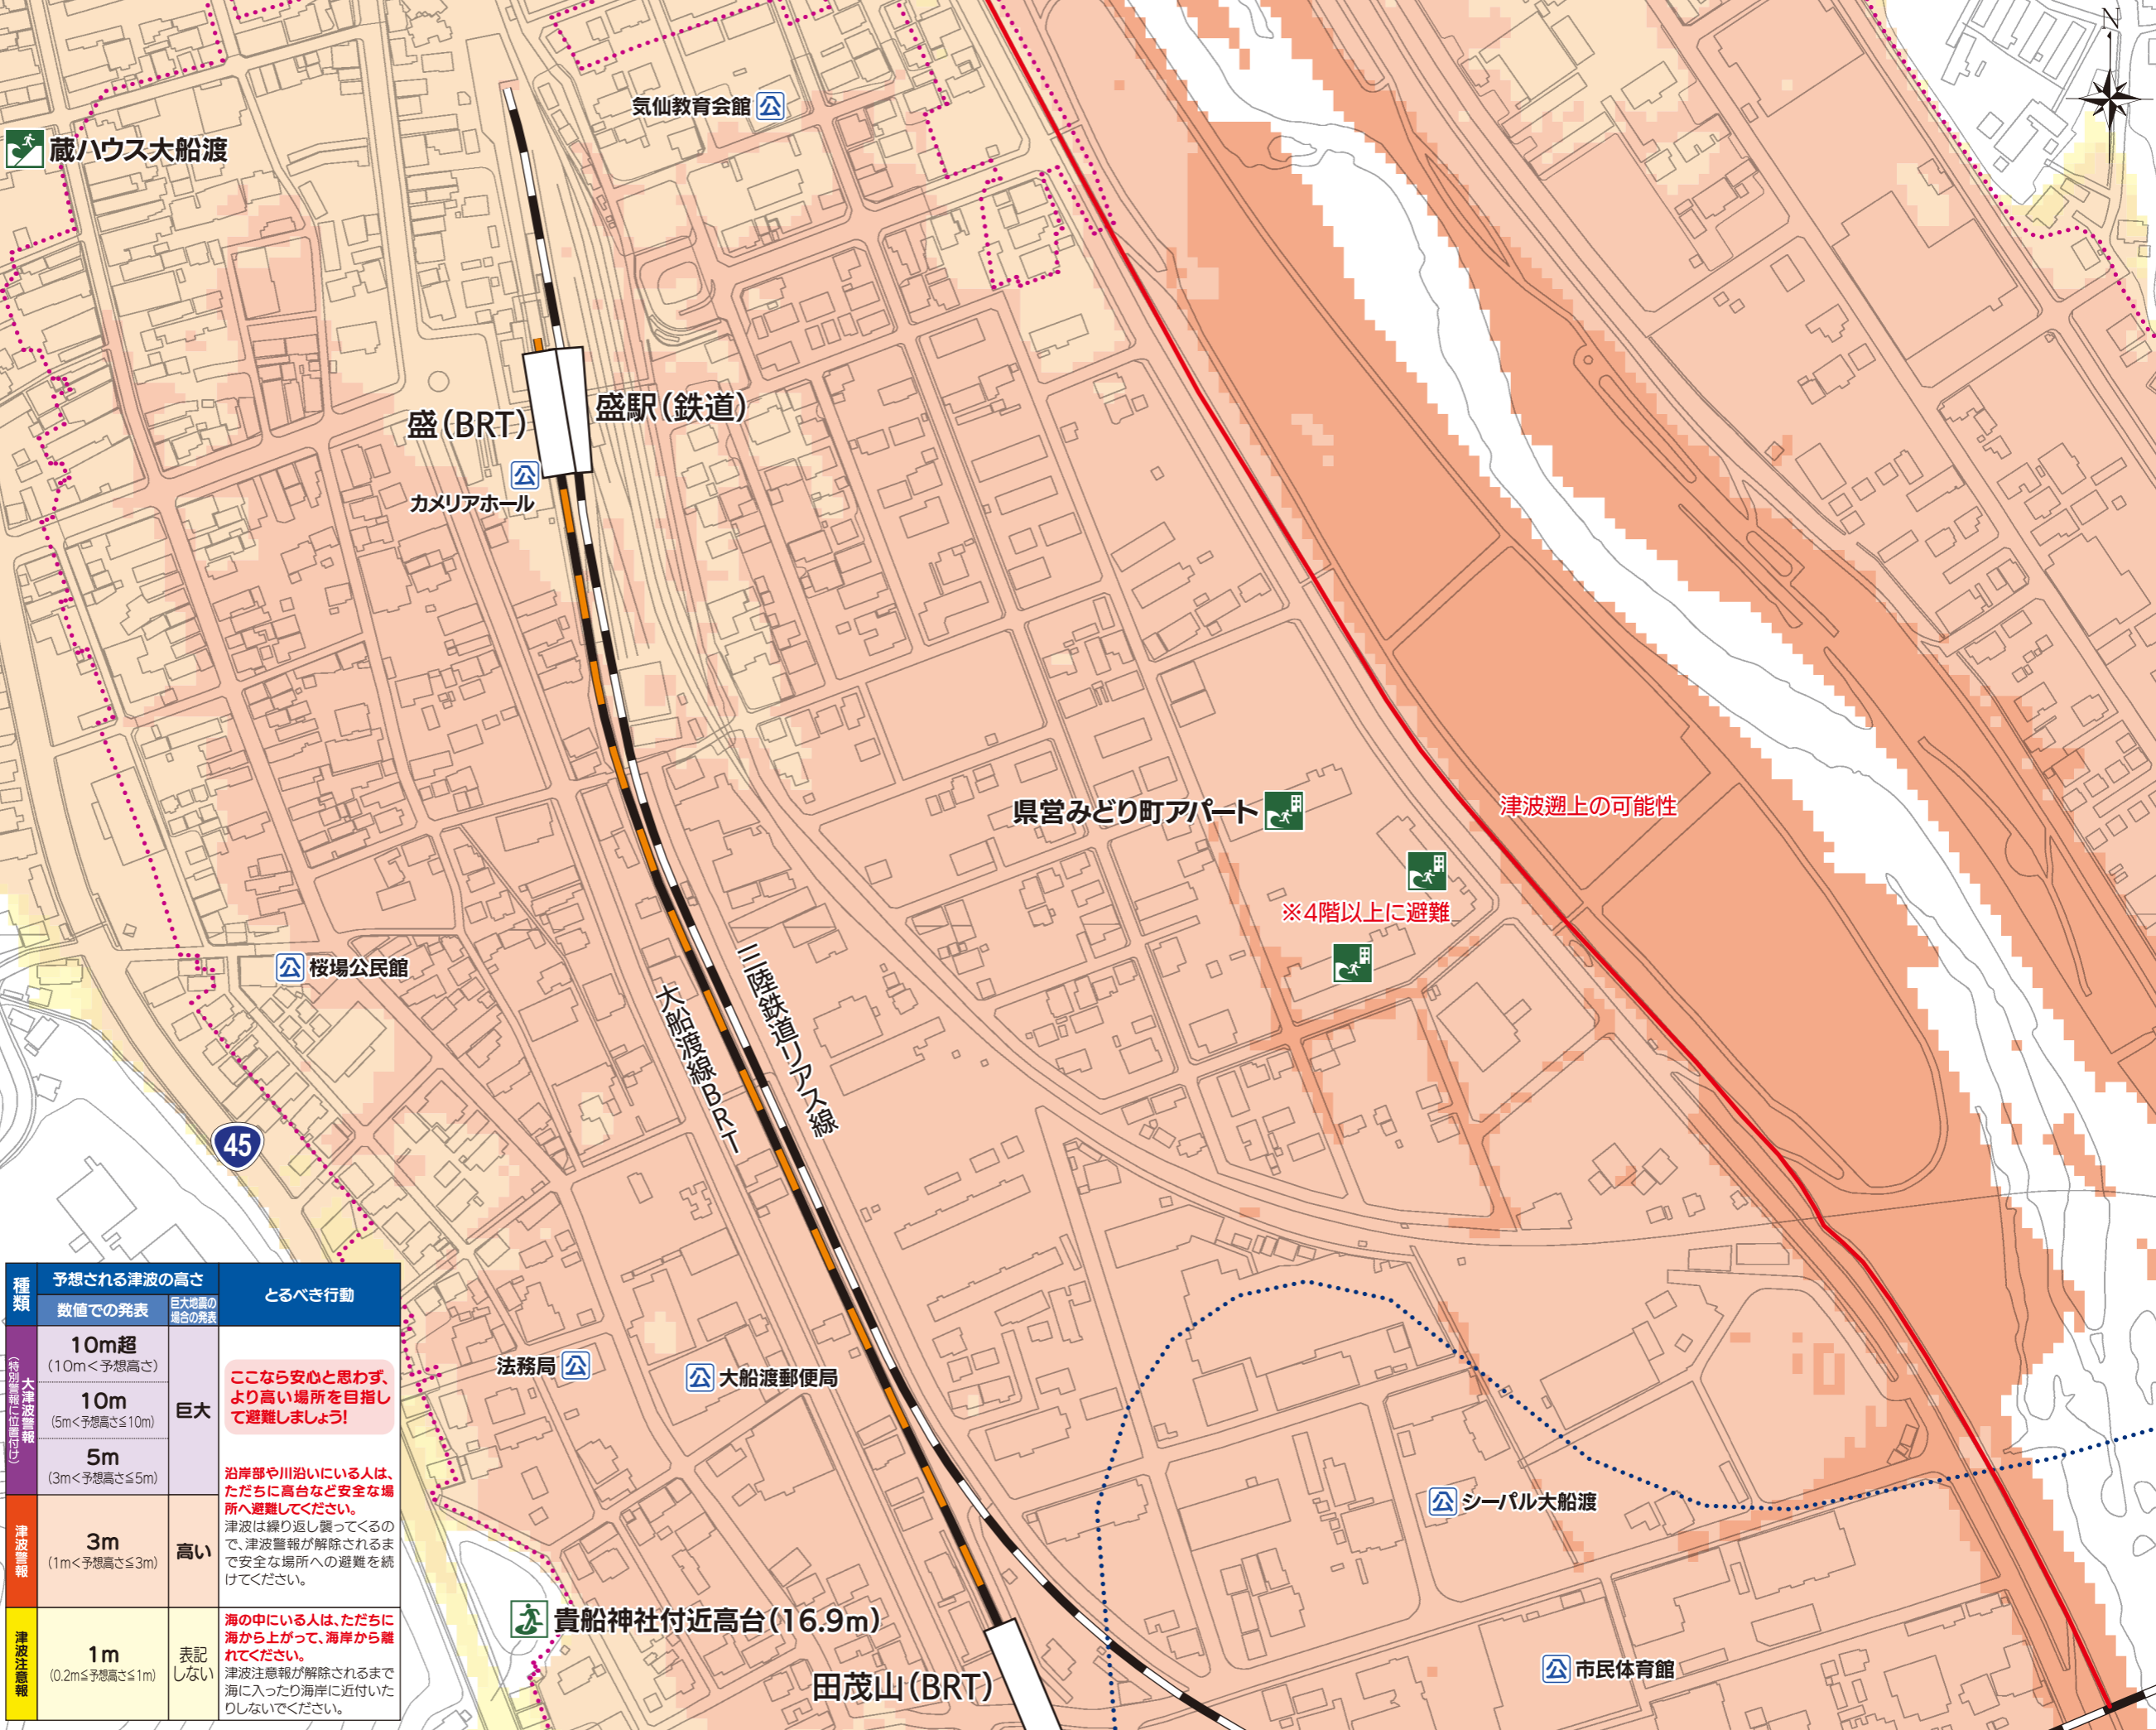 N
気仙教育会館 公
蔵ハウス大船渡
盛(BRT)
盛駅(鉄道)
公
カメリアホール
県営みどり町アパート
津波遡上の可能性
※4階以上に避難
公 桜場公民館
三陸鉄道リアス線
大船渡線BRT
45
法務局 公
公 大船渡郵便局
公 シーパル大船渡
貴船神社付近高台(16.9m)
田茂山(BRT)
公 市民体育館
種類
予想される津波の高さ
とるべき行動
数値での発表
巨大地震の
場合の発表
大津波警報
(特別警報に位置付け)
10m超
(10m<予想高さ)
10m
(5m<予想高さ≦10m)
5m
(3m<予想高さ≦5m)
巨大
ここなら安心と思わず、
より高い場所を目指し
て避難しましょう!
沿岸部や川沿いにいる人は、
ただちに高台など安全な場
所へ避難してください。
津波は繰り返し襲ってくるの
で、津波警報が解除されるま
で安全な場所への避難を続
けてください。
津波警報
3m
(1m<予想高さ≦3m)
高い
津波注意報
1m
(0.2m≦予想高さ≦1m)
表記
しない
海の中にいる人は、ただちに
海から上がって、海岸から離
れてください。
津波注意報が解除されるまで
海に入ったり海岸に近付いた
りしないでください。